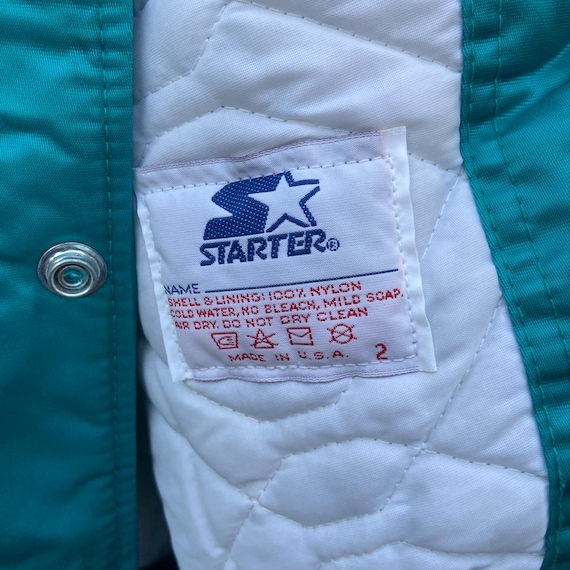 STARTER®
NAME
SHELL & LINING: 100% NYLON
COLD WATER, NO BLEACH, MILD SOAP,
AIR DRY. DO NOT DRY CLEAN
MADE IN U.S.A. 2